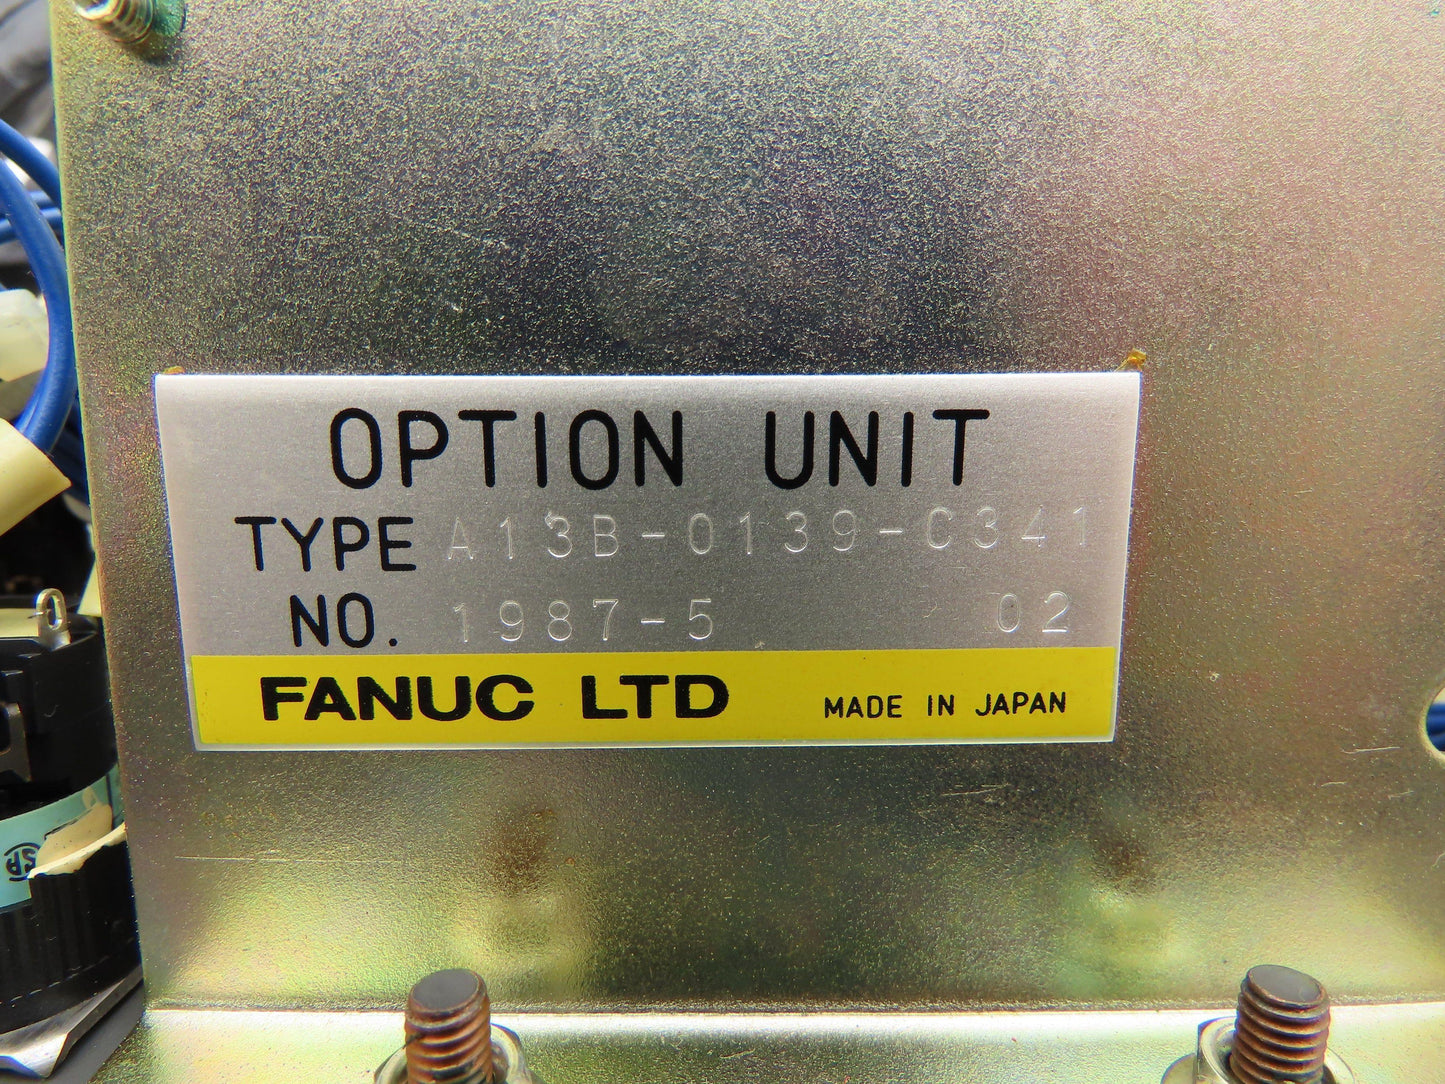 OPTION UNIT
TYPE A13B-0139-C341
NO. 1987-5 02
FANUC LTD MADE IN JAPAN